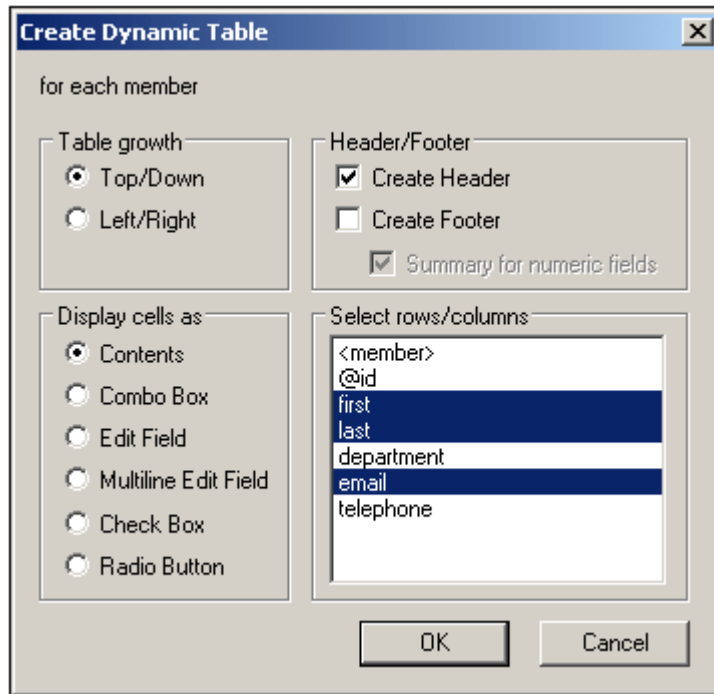 Create Dynamic Table
for each member
Table growth
Top/Down
Left/Right
Header/Footer
Create Header
Create Footer
Summary for numeric fields
Display cells as
Contents
Combo Box
Edit Field
Multiline Edit Field
Check Box
Radio Button
Select rows/columns
<member>
@id
first
last
department
email
telephone
OK
Cancel